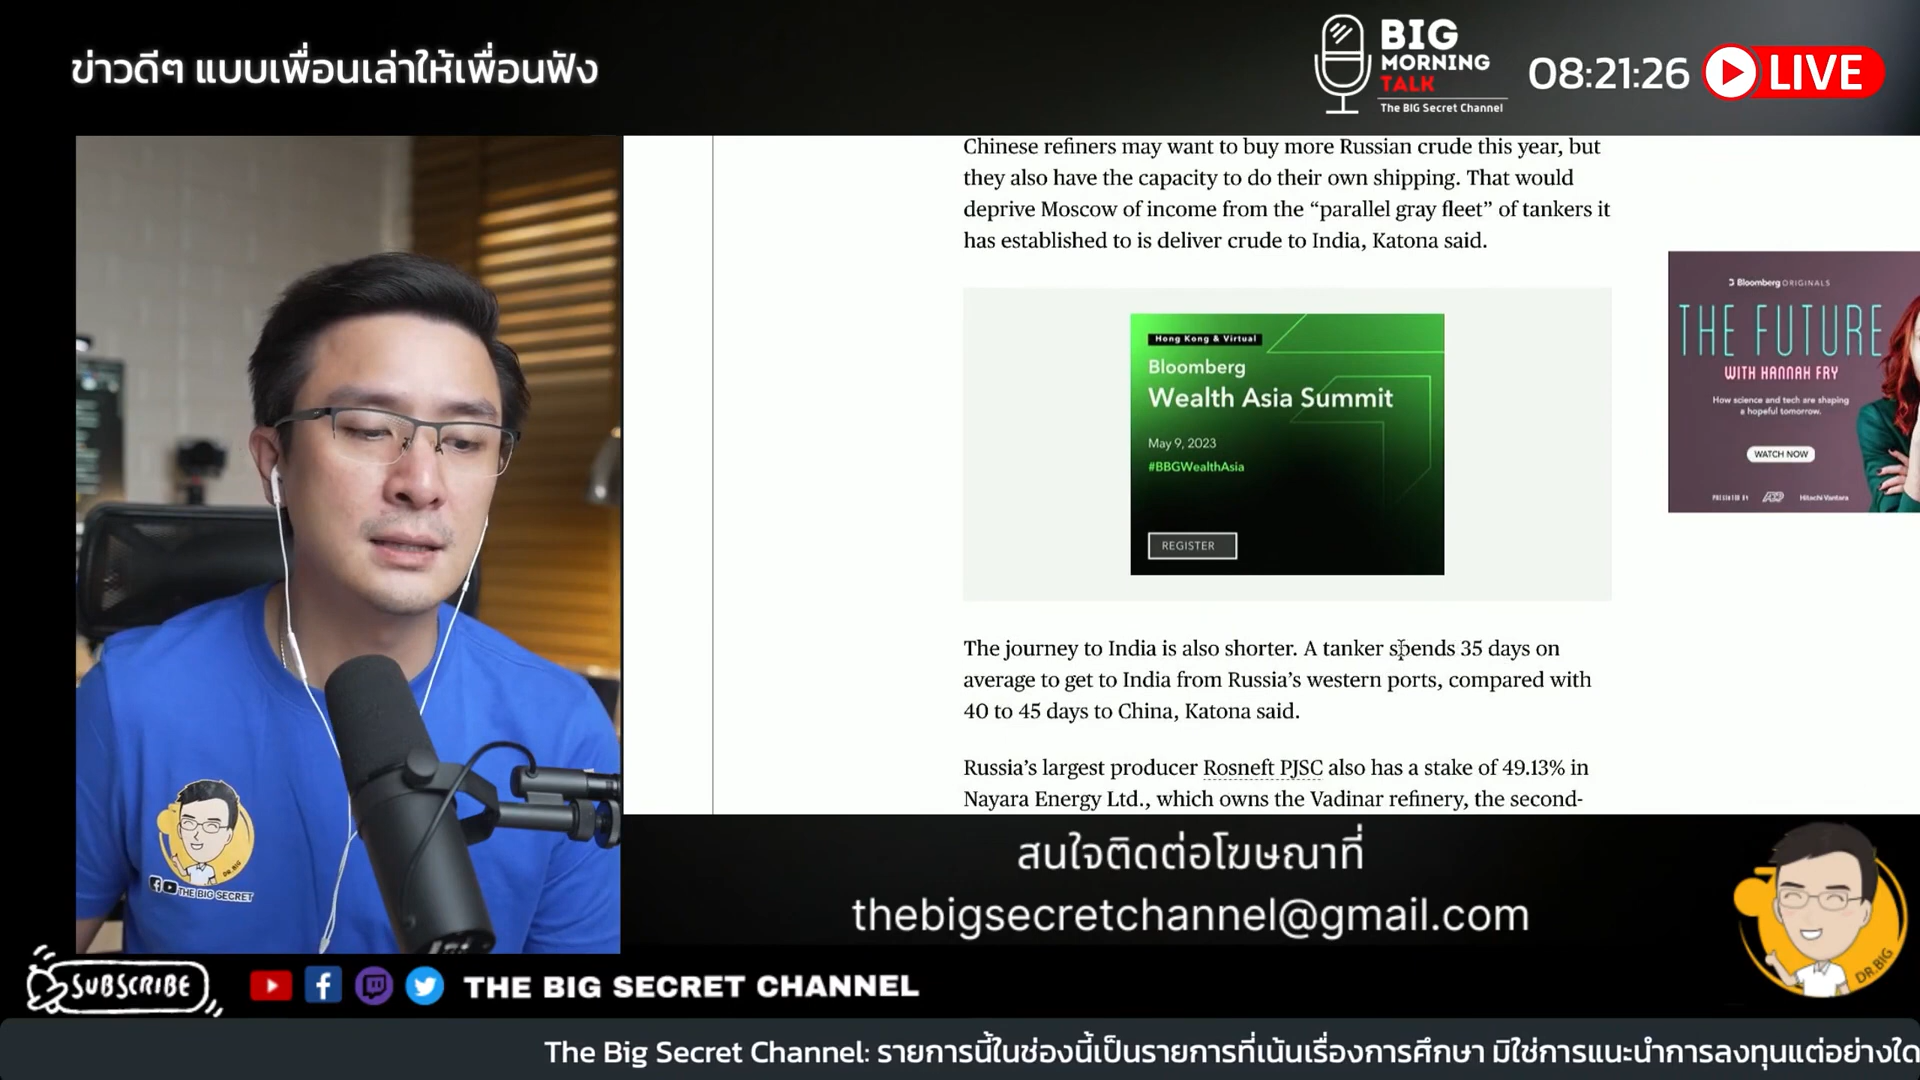 ข่าวดีๆ แบบเพื่อนเล่าให้เพื่อนฟัง
BIG
MORNING
TALK
The BIG Secret Channel
08:21:26
LIVE
Chinese refiners may want to buy more Russian crude this year, but
they also have the capacity to do their own shipping. That would
deprive Moscow of income from the “parallel gray fleet” of tankers it
has established to is deliver crude to India, Katona said.
Hong Kong & Virtual
Bloomberg
Wealth Asia Summit
May 9, 2023
#BBGWealthAsia
REGISTER
Bloomberg ORIGINALS
THE FUTURE
WITH HANNAH FRY
How science and tech are shaping
a hopeful tomorrow.
WATCH NOW
PRESENTED BY
ADP
Hitachi Vantara
The journey to India is also shorter. A tanker spends 35 days on
average to get to India from Russia’s western ports, compared with
40 to 45 days to China, Katona said.
Russia’s largest producer Rosneft PJSC also has a stake of 49.13% in
Nayara Energy Ltd., which owns the Vadinar refinery, the second-
DR.BIG
THE BIG SECRET
สนใจติดต่อโฆษณาที่
thebigsecretchannel@gmail.com
DR.BIG
SUBSCRIBE
THE BIG SECRET CHANNEL
The Big Secret Channel: รายการนี้ในช่องนี้เป็นรายการที่เน้นเรื่องการศึกษา มิใช่การแนะนำการลงทุนแต่อย่างใด